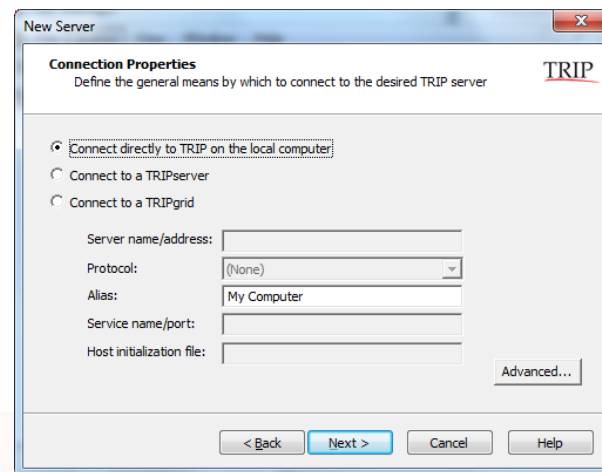 New Server
Connection Properties
Define the general means by which to connect to the desired TRIP server
TRIP
Connect directly to TRIP on the local computer
Connect to a TRIPserver
Connect to a TRIPgrid
Server name/address:
Protocol: (None)
Alias: My Computer
Service name/port:
Host initialization file:
Advanced...
< Back Next > Cancel Help